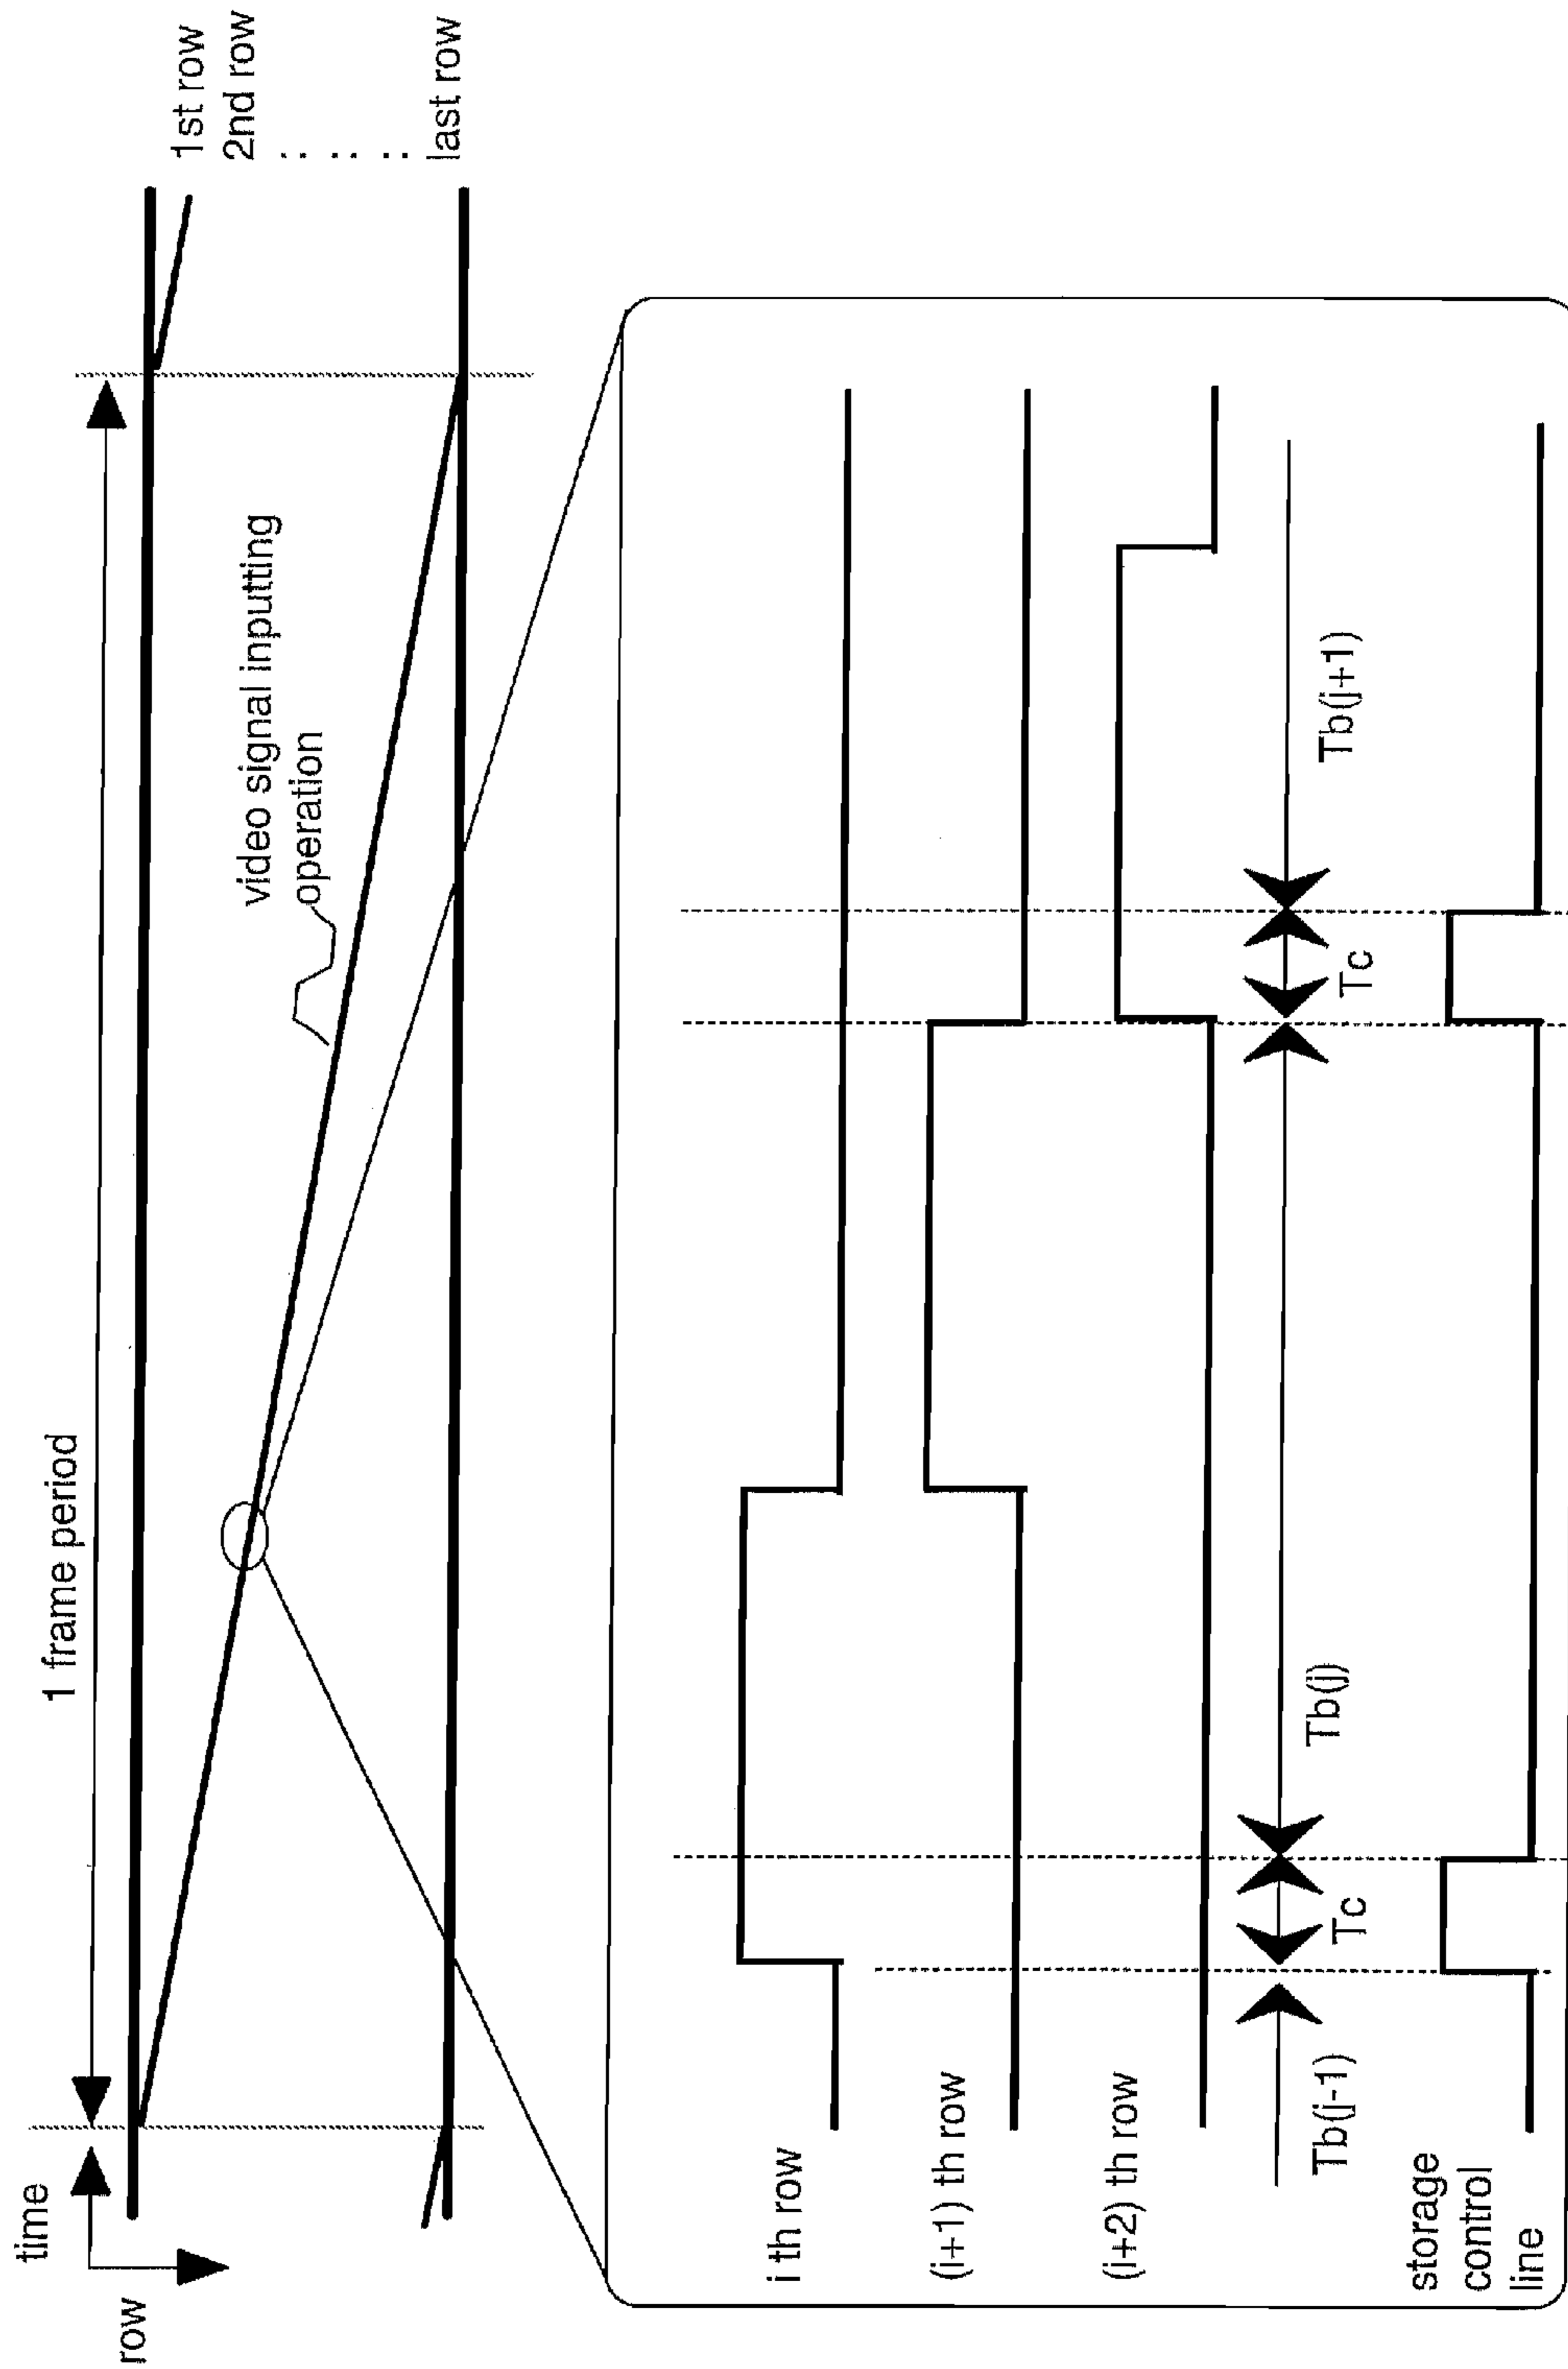 time
row
1 frame period
video signal inputting
operation
1st row
2nd row
: : :
last row
i th row
(i+1) th row
(i+2) th row
Tb(j-1)
Tc
Tb(j)
Tc
Tb(j+1)
storage
control
line